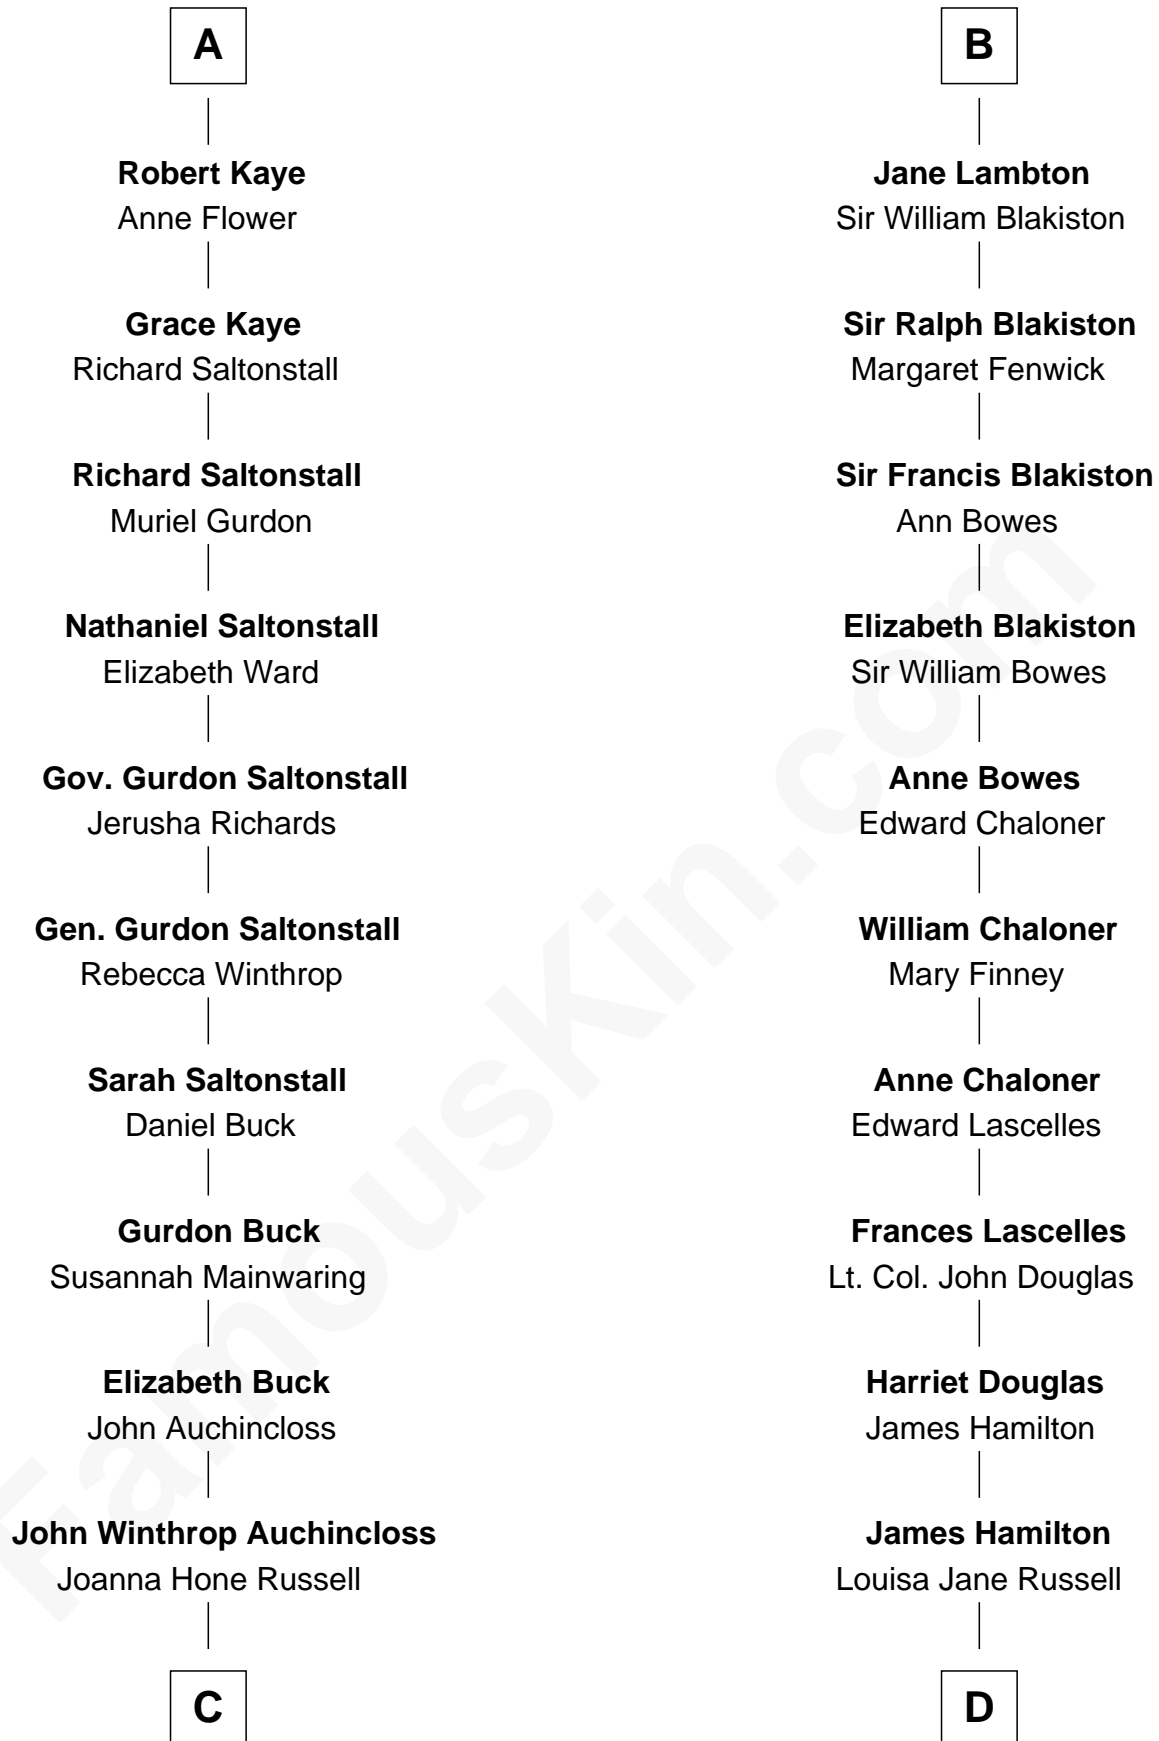 A
Robert Kaye
Anne Flower
Grace Kaye
Richard Saltonstall
Richard Saltonstall
Muriel Gurdon
Nathaniel Saltonstall
Elizabeth Ward
Gov. Gurdon Saltonstall
Jerusha Richards
Gen. Gurdon Saltonstall
Rebecca Winthrop
Sarah Saltonstall
Daniel Buck
Gurdon Buck
Susannah Mainwaring
Elizabeth Buck
John Auchincloss
John Winthrop Auchincloss
Joanna Hone Russell
C
B
Jane Lambton
Sir William Blakiston
Sir Ralph Blakiston
Margaret Fenwick
Sir Francis Blakiston
Ann Bowes
Elizabeth Blakiston
Sir William Bowes
Anne Bowes
Edward Chaloner
William Chaloner
Mary Finney
Anne Chaloner
Edward Lascelles
Frances Lascelles
Lt. Col. John Douglas
Harriet Douglas
James Hamilton
James Hamilton
Louisa Jane Russell
D
FamousKin.com